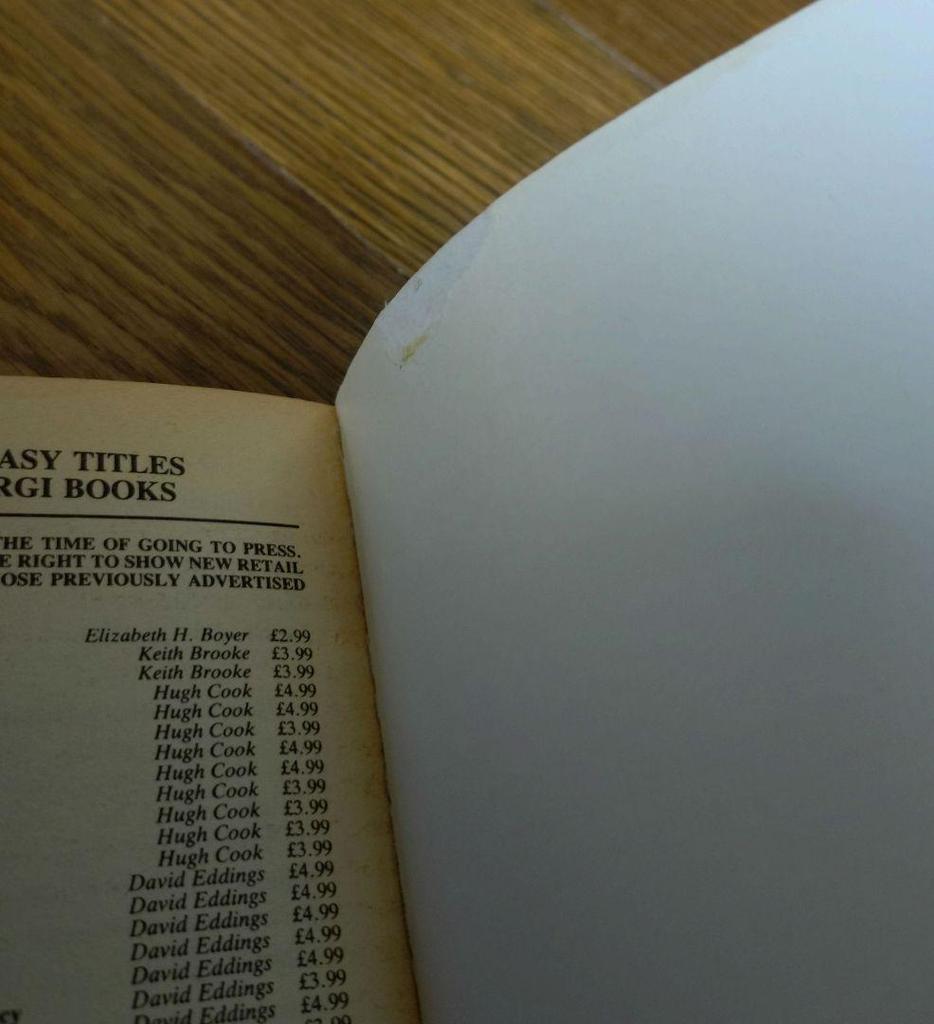 ASY TITLES
RGI BOOKS
THE TIME OF GOING TO PRESS.
E RIGHT TO SHOW NEW RETAIL
OSE PREVIOUSLY ADVERTISED
Elizabeth H. Boyer £2.99
Keith Brooke £3.99
Keith Brooke £3.99
Hugh Cook £4.99
Hugh Cook £4.99
Hugh Cook £3.99
Hugh Cook £4.99
Hugh Cook £4.99
Hugh Cook £3.99
Hugh Cook £3.99
Hugh Cook £3.99
Hugh Cook £3.99
David Eddings £4.99
David Eddings £4.99
David Eddings £4.99
David Eddings £4.99
David Eddings £4.99
David Eddings £3.99
CY David Eddings £4.99